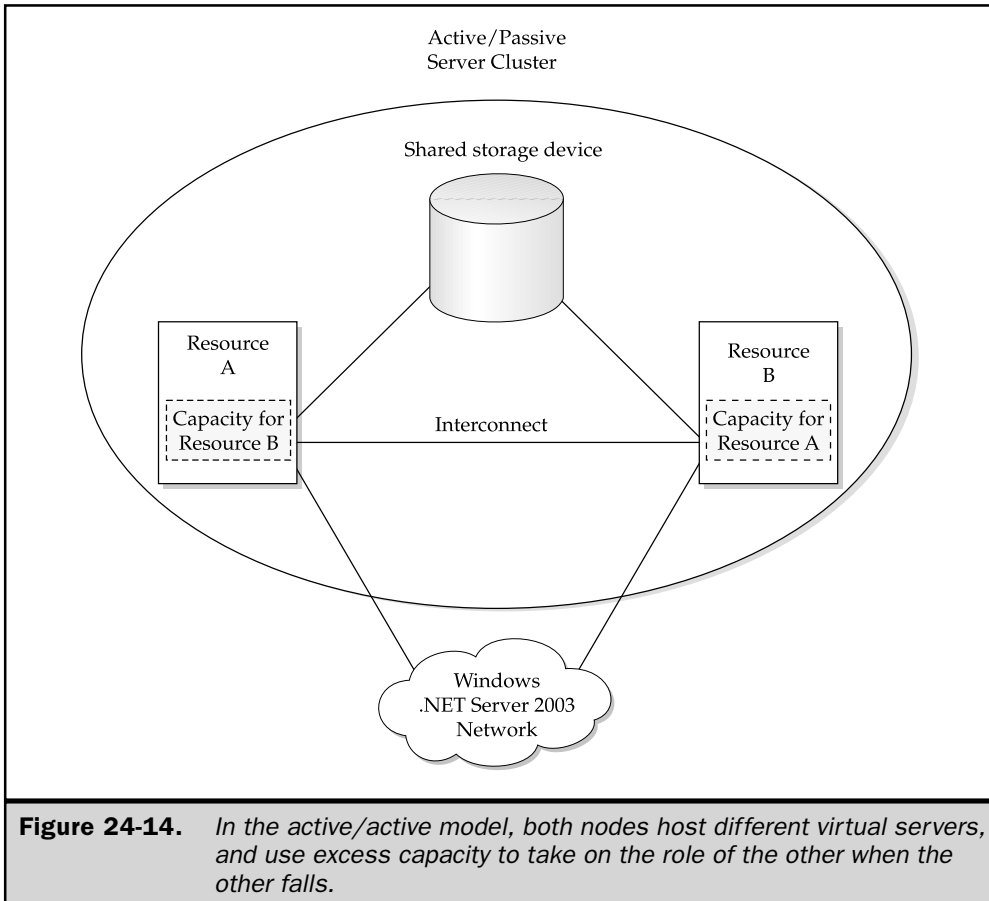 Active/Passive
Server Cluster
Shared storage device
Resource
A
Capacity for
Resource B
Interconnect
Resource
B
Capacity for
Resource A
Windows
.NET Server 2003
Network
Figure 24-14. In the active/active model, both nodes host different virtual servers,
and use excess capacity to take on the role of the other when the
other falls.